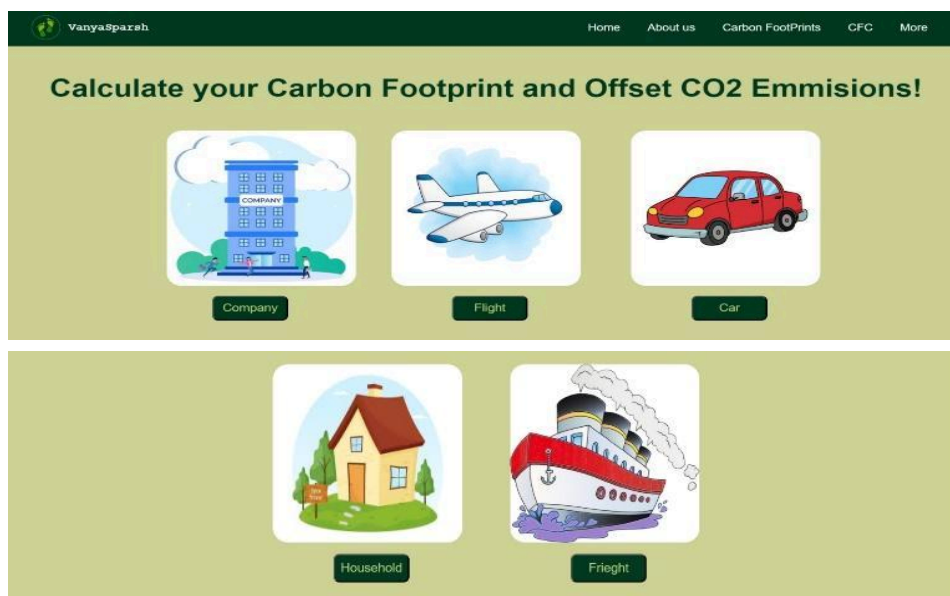 VanyaSparsh
Home About us Carbon FootPrints CFC More
Calculate your Carbon Footprint and Offset CO2 Emmisions!
COMPANY
Company Flight Car
Household Frieght